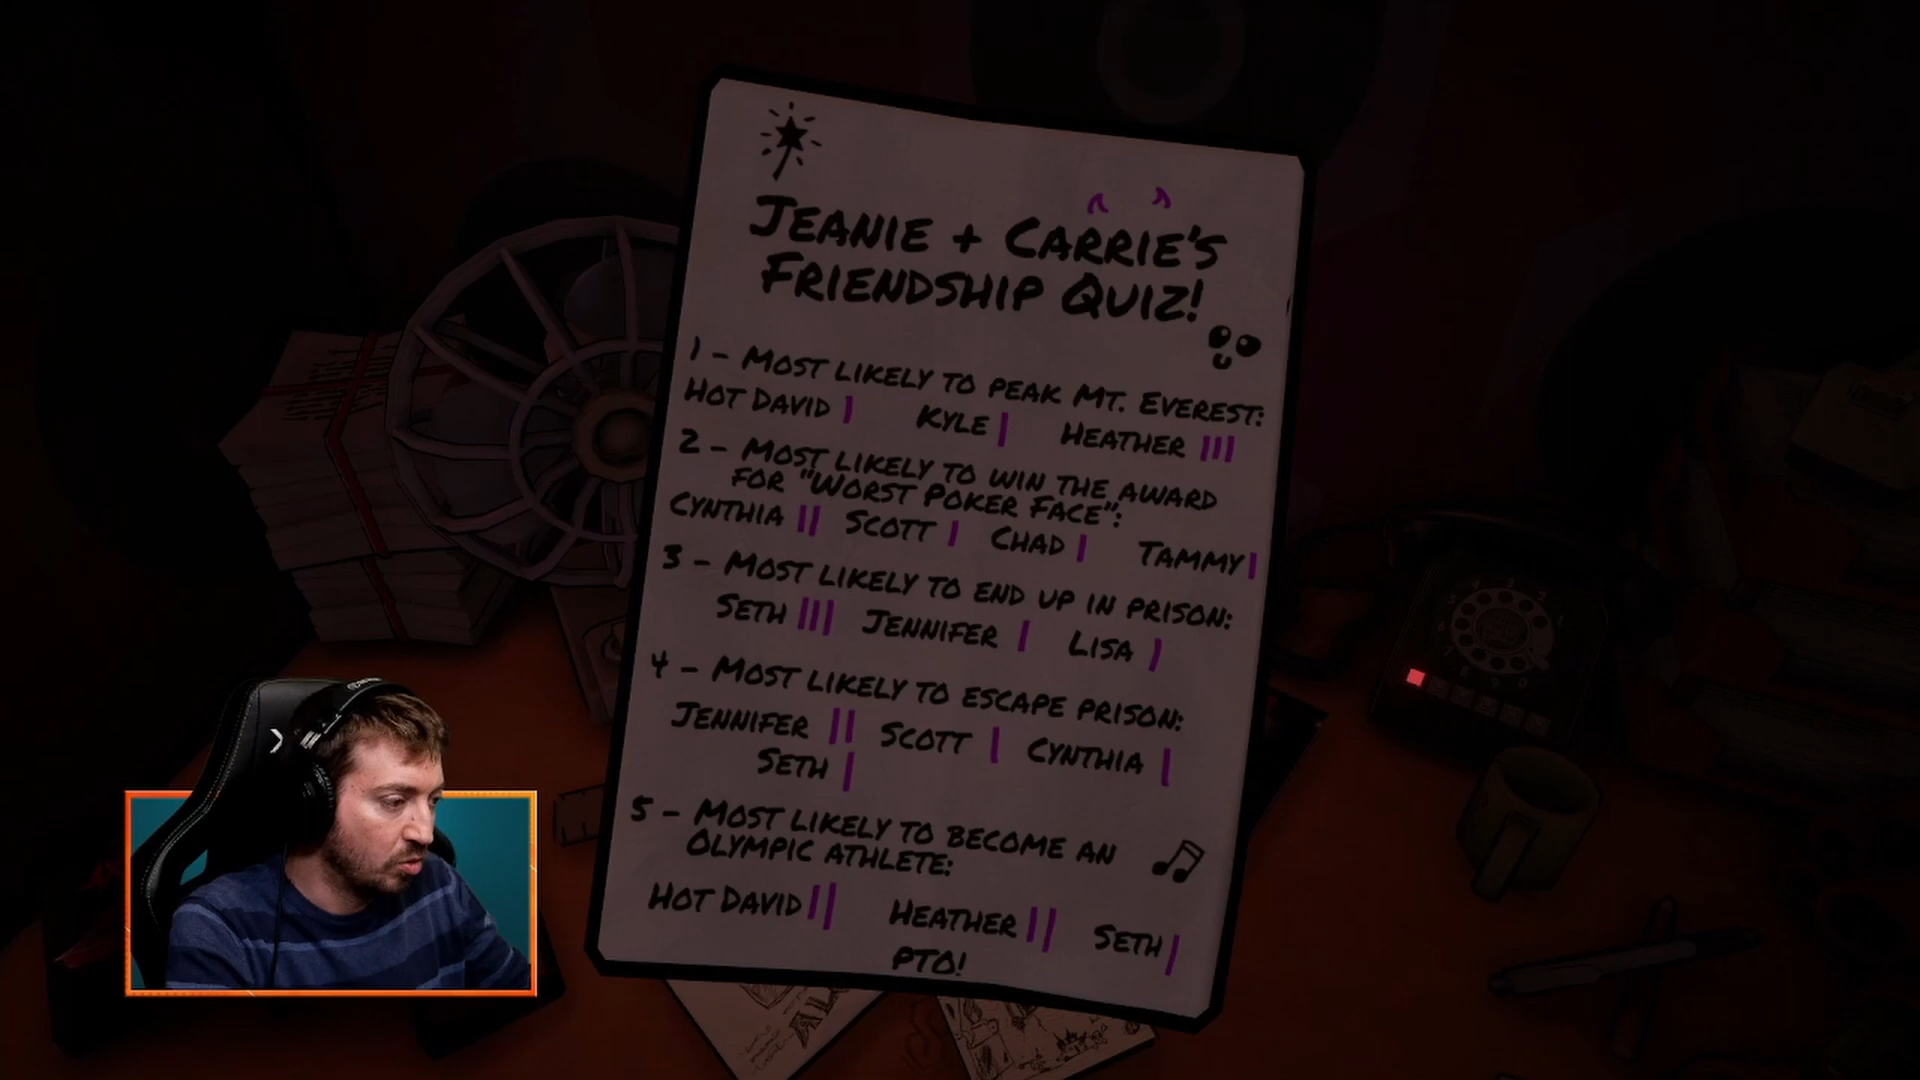 JEANIE + CARRIE'S
FRIENDSHIP QUIZ!
1 - MOST LIKELY TO PEAK MT. EVEREST:
HOT DAVID | KYLE | HEATHER |||
2 - MOST LIKELY TO WIN THE AWARD
FOR "WORST POKER FACE":
CYNTHIA || SCOTT | CHAD | TAMMY |
3 - MOST LIKELY TO END UP IN PRISON:
SETH ||| JENNIFER | LISA |
4 - MOST LIKELY TO ESCAPE PRISON:
JENNIFER || SCOTT | CYNTHIA |
SETH |
5 - MOST LIKELY TO BECOME AN
OLYMPIC ATHLETE:
HOT DAVID || HEATHER || SETH |
PTO!